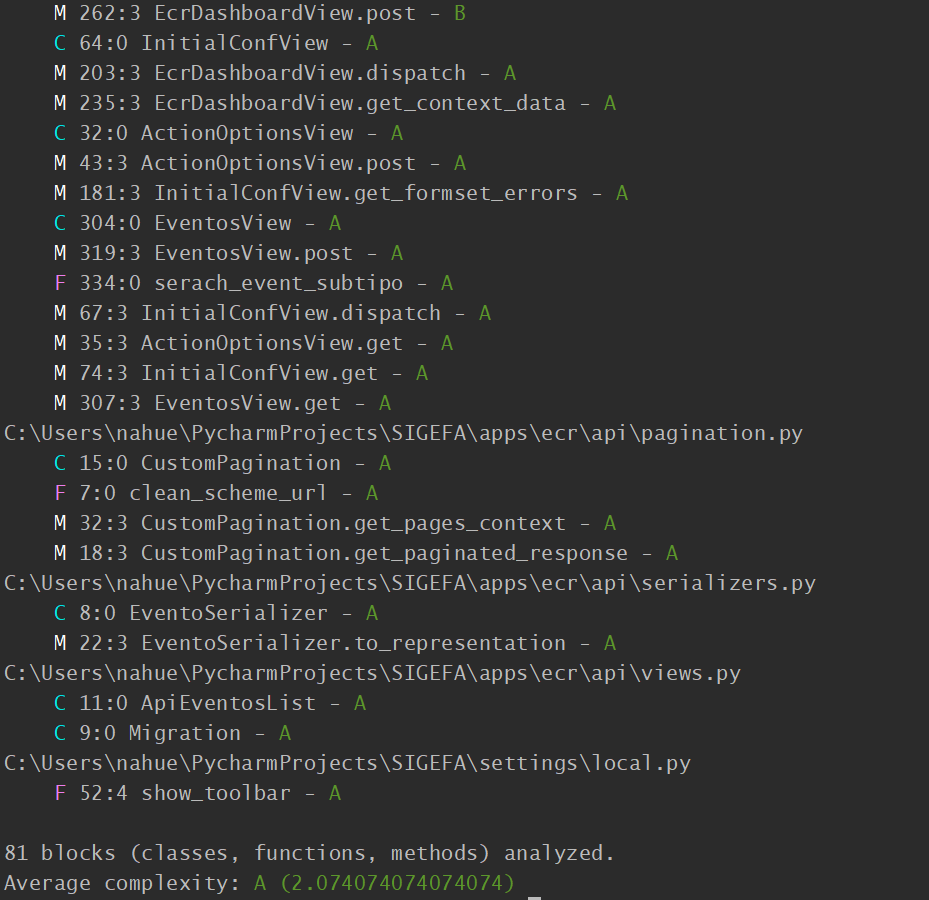 M 262:3 EcrDashboardView.post - B
C 64:0 InitialConfView - A
M 203:3 EcrDashboardView.dispatch - A
M 235:3 EcrDashboardView.get_context_data - A
C 32:0 ActionOptionsView - A
M 43:3 ActionOptionsView.post - A
M 181:3 InitialConfView.get_formset_errors - A
C 304:0 EventosView - A
M 319:3 EventosView.post - A
F 334:0 serach_event_subtipo - A
M 67:3 InitialConfView.dispatch - A
M 35:3 ActionOptionsView.get - A
M 74:3 InitialConfView.get - A
M 307:3 EventosView.get - A
C:\Users\nahue\PycharmProjects\SIGEFA\apps\ecr\api\pagination.py
C 15:0 CustomPagination - A
F 7:0 clean_scheme_url - A
M 32:3 CustomPagination.get_pages_context - A
M 18:3 CustomPagination.get_paginated_response - A
C:\Users\nahue\PycharmProjects\SIGEFA\apps\ecr\api\serializers.py
C 8:0 EventoSerializer - A
M 22:3 EventoSerializer.to_representation - A
C:\Users\nahue\PycharmProjects\SIGEFA\apps\ecr\api\views.py
C 11:0 ApiEventosList - A
C 9:0 Migration - A
C:\Users\nahue\PycharmProjects\SIGEFA\settings\local.py
F 52:4 show_toolbar - A
81 blocks (classes, functions, methods) analyzed.
Average complexity: A (2.074074074074074)